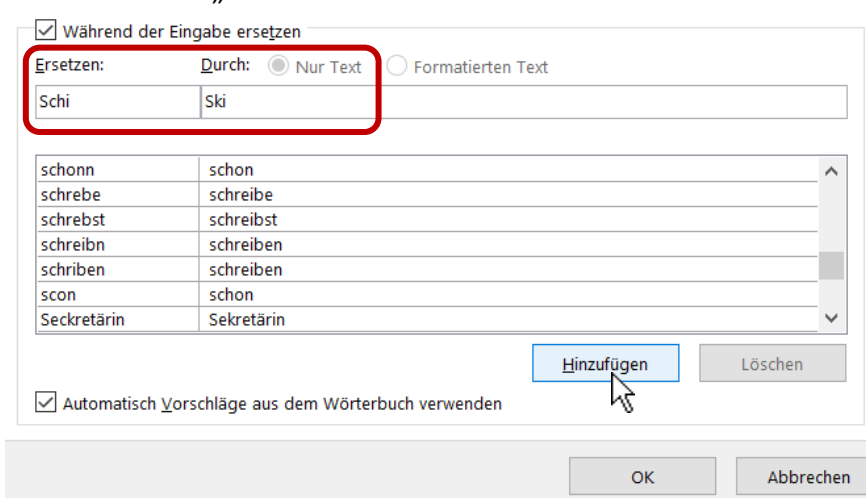 „
Während der Eingabe ersetzen
Ersetzen: Durch: Nur Text Formatierten Text
Schi Ski
schonn schon
schrebe schreibe
schrebst schreibst
schreibn schreiben
schriben schreiben
scon schon
Seckretärin Sekretärin
Hinzufügen Löschen
Automatisch Vorschläge aus dem Wörterbuch verwenden
OK Abbrechen